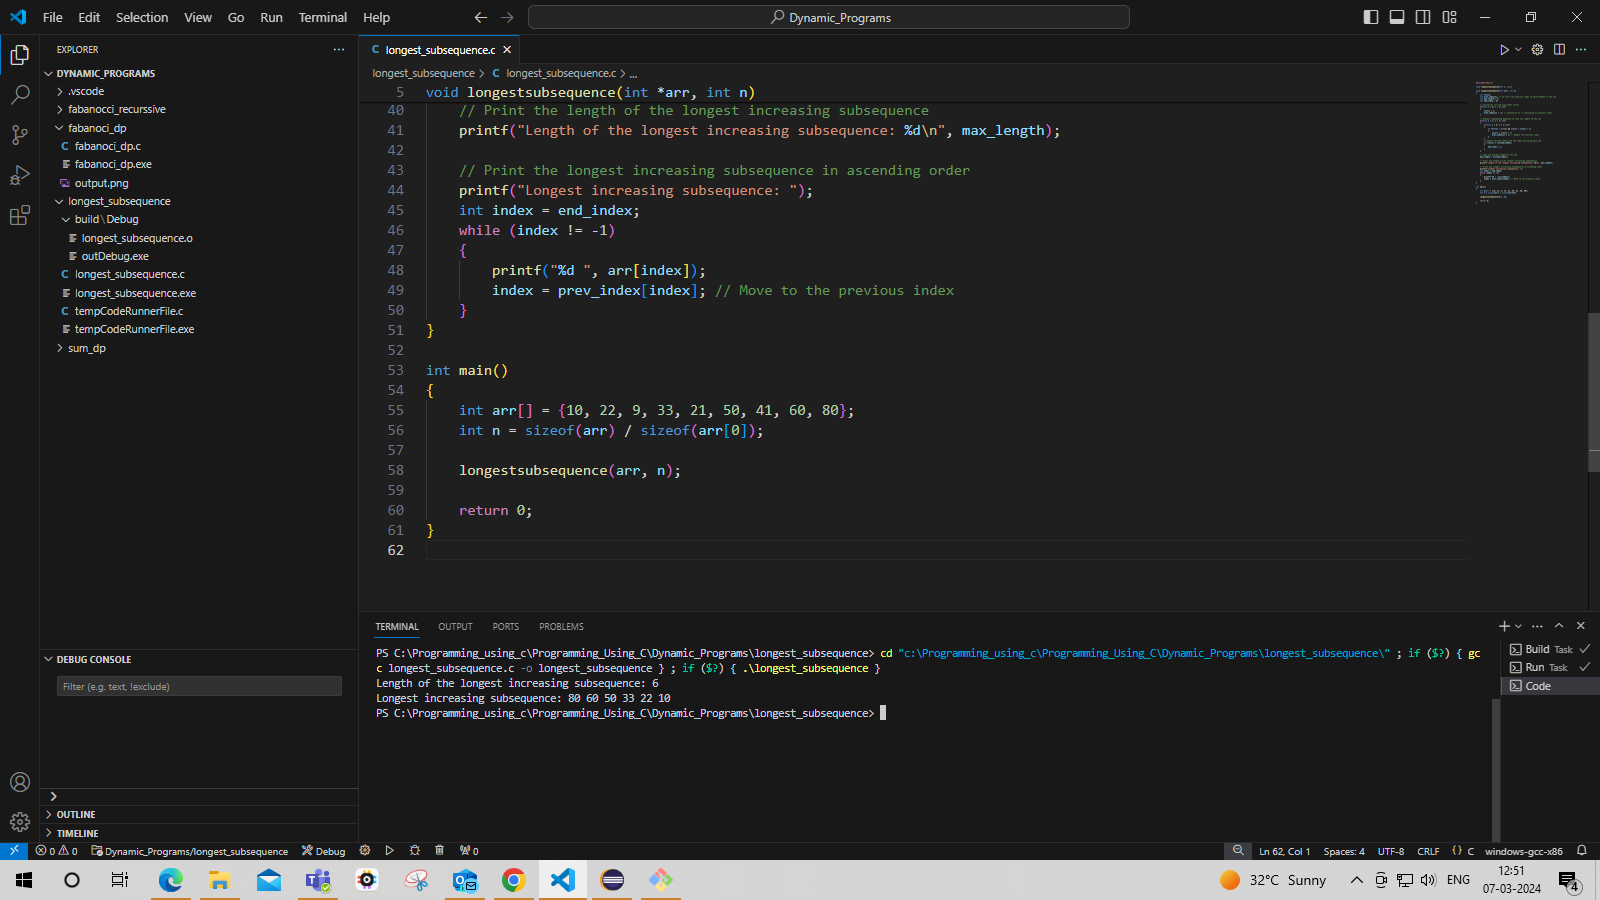 File Edit Selection View Go Run Terminal Help
Dynamic_Programs
EXPLORER
DYNAMIC_PROGRAMS
.vscode
fabanocci_recurssive
fabanoci_dp
fabanoci_dp.c
fabanoci_dp.exe
output.png
longest_subsequence
build\Debug
longest_subsequence.o
outDebug.exe
longest_subsequence.c
longest_subsequence.exe
tempCodeRunnerFile.c
tempCodeRunnerFile.exe
sum_dp
DEBUG CONSOLE
Filter (e.g. text, !exclude)
OUTLINE
TIMELINE
C longest_subsequence.c
longest_subsequence > C longest_subsequence.c > ...
5 void longestsubsequence(int *arr, int n)
40 // Print the length of the longest increasing subsequence
41 printf("Length of the longest increasing subsequence: %d\n", max_length);
42
43 // Print the longest increasing subsequence in ascending order
44 printf("Longest increasing subsequence: ");
45 int index = end_index;
46 while (index != -1)
47 {
48 printf("%d ", arr[index]);
49 index = prev_index[index]; // Move to the previous index
50 }
51 }
52
53 int main()
54 {
55 int arr[] = {10, 22, 9, 33, 21, 50, 41, 60, 80};
56 int n = sizeof(arr) / sizeof(arr[0]);
57
58 longestsubsequence(arr, n);
59
60 return 0;
61 }
62
TERMINAL OUTPUT PORTS PROBLEMS
PS C:\Programming_using_c\Programming_Using_C\Dynamic_Programs\longest_subsequence> cd "c:\Programming_using_c\Programming_Using_C\Dynamic_Programs\longest_subsequence\" ; if ($?) { gc
c longest_subsequence.c -o longest_subsequence } ; if ($?) { .\longest_subsequence }
Length of the longest increasing subsequence: 6
Longest increasing subsequence: 80 60 50 33 22 10
PS C:\Programming_using_c\Programming_Using_C\Dynamic_Programs\longest_subsequence>
Build Task
Run Task
Code
0 0 Dynamic_Programs/longest_subsequence Debug 0 Ln 62, Col 1 Spaces: 4 UTF-8 CRLF {} C windows-gcc-x86
32°C Sunny ENG 12:51
07-03-2024 4